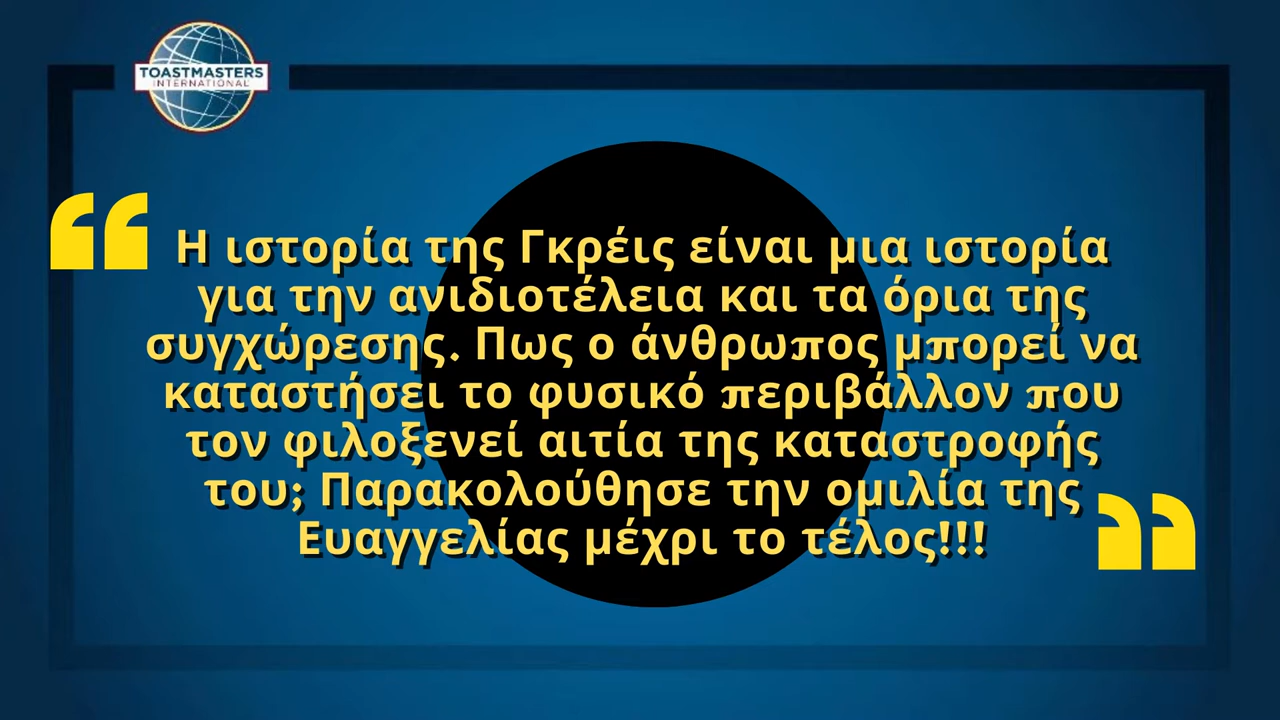 TOASTMASTERS
INTERNATIONAL
“ Η ιστορία της Γκρέις είναι μια ιστορία
για την ανιδιοτέλεια και τα όρια της
συγχώρεσης. Πως ο άνθρωπος μπορεί να
καταστήσει το φυσικό περιβάλλον που
τον φιλοξενεί αιτία της καταστροφής
του; Παρακολούθησε την ομιλία της
Ευαγγελίας μέχρι το τέλος!!! ”